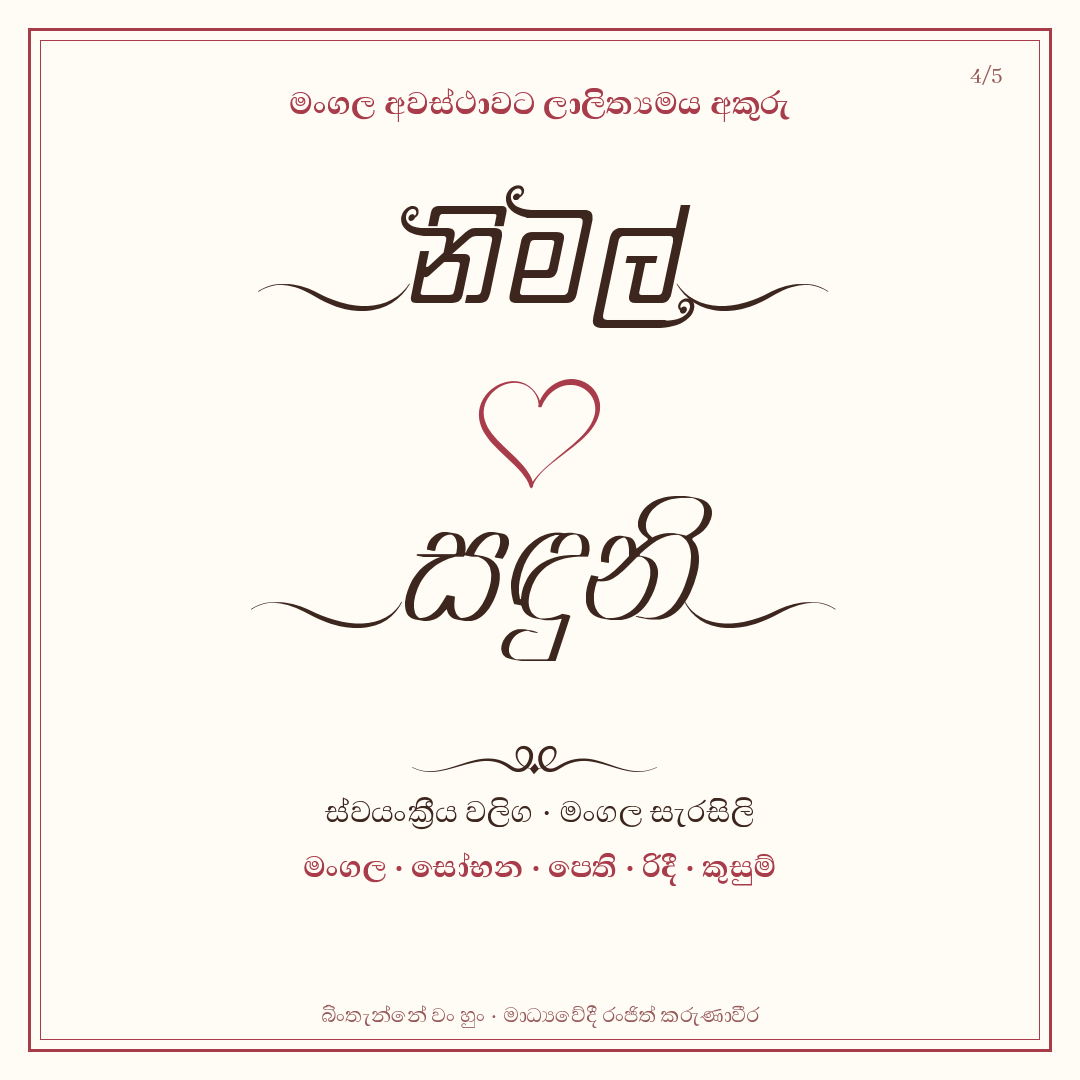 4/5
මංගල අවස්ථාවට ලාලිත්‍යමය අකුරු
නිමල්
සඳුනි
ස්වයංක්‍රීය වලිග · මංගල සැරසිලි
මංගල · සෝභන · පෙති · රිදී · කුසුම්
බිංතැන්නේ වං හුං · මාධ්‍යවේදී රංජිත් කරුණාවීර